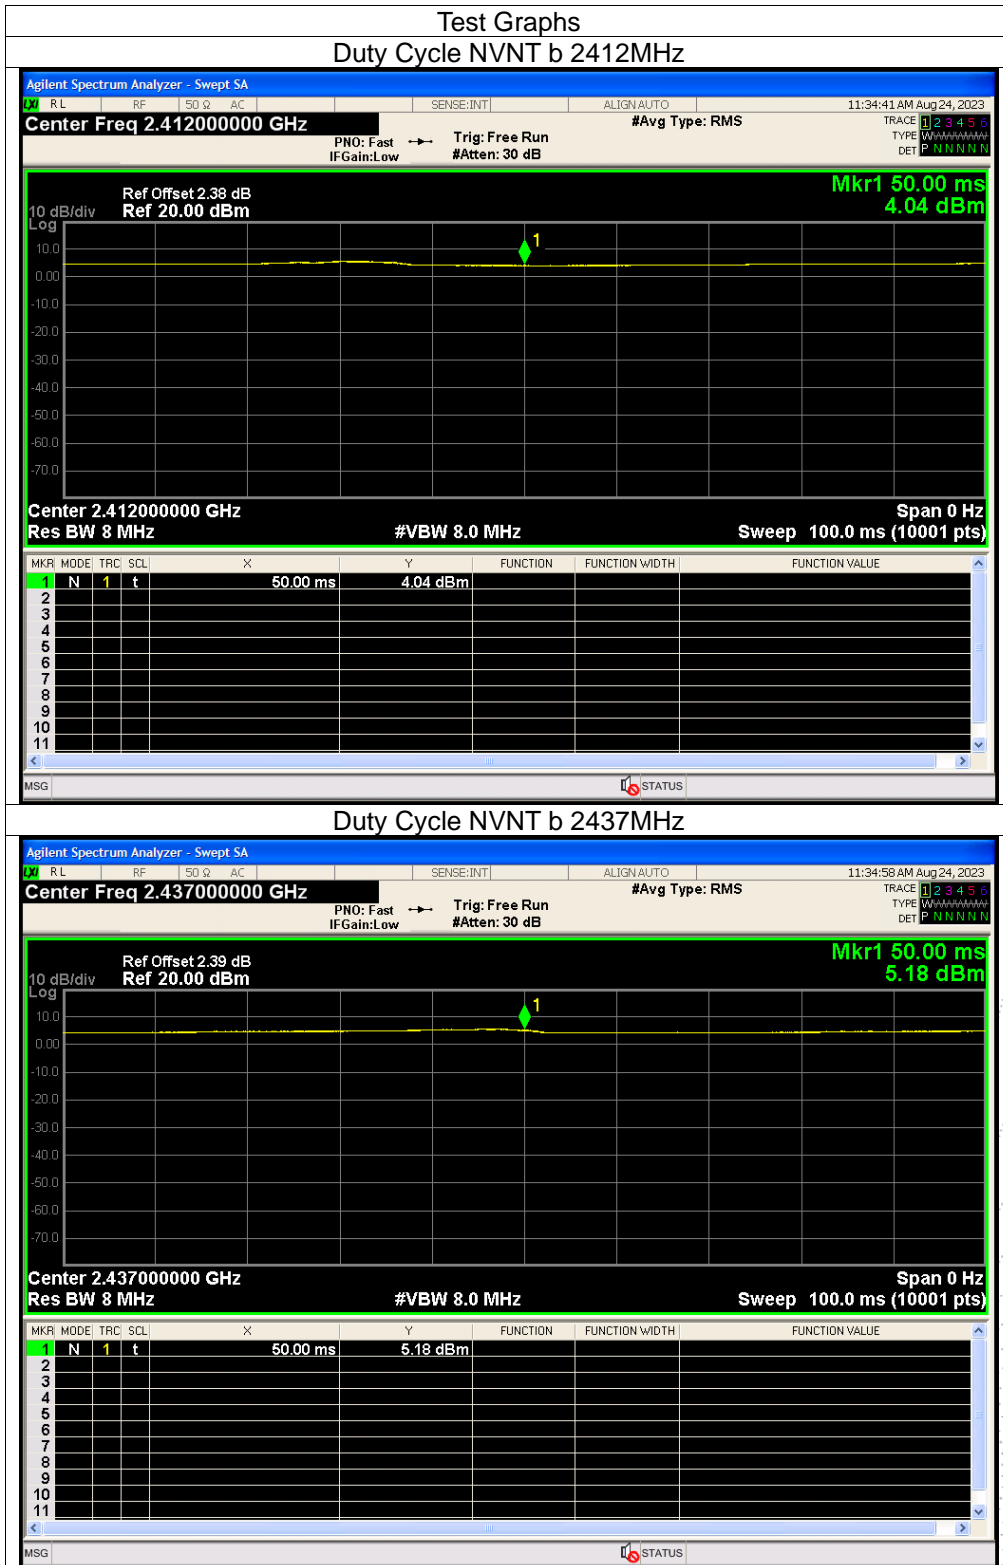 Test Graphs
Duty Cycle NVNT b 2412MHz
Agilent Spectrum Analyzer - Swept SA
LXI RL RF 50 Ω AC SENSE:INT ALIGN AUTO 11:34:41 AM Aug 24, 2023
Center Freq 2.412000000 GHz #Avg Type: RMS TRACE 1 2 3 4 5 6
PNO: Fast Trig: Free Run TYPE WWWWWW
IFGain:Low #Atten: 30 dB DET P N N N N N
Mkr1 50.00 ms
Ref Offset 2.38 dB
10 dB/div Ref 20.00 dBm 4.04 dBm
Log
10.0
1
0.00
-10.0
-20.0
-30.0
-40.0
-50.0
-60.0
-70.0
Center 2.412000000 GHz Span 0 Hz
Res BW 8 MHz #VBW 8.0 MHz Sweep 100.0 ms (10001 pts)
MKR MODE TRC SCL X Y FUNCTION FUNCTION WIDTH FUNCTION VALUE
1 N 1 t 50.00 ms 4.04 dBm
2
3
4
5
6
7
8
9
10
11
MSG STATUS
Duty Cycle NVNT b 2437MHz
Agilent Spectrum Analyzer - Swept SA
LXI RL RF 50 Ω AC SENSE:INT ALIGN AUTO 11:34:58 AM Aug 24, 2023
Center Freq 2.437000000 GHz #Avg Type: RMS TRACE 1 2 3 4 5 6
PNO: Fast Trig: Free Run TYPE WWWWWW
IFGain:Low #Atten: 30 dB DET P N N N N N
Mkr1 50.00 ms
Ref Offset 2.39 dB
10 dB/div Ref 20.00 dBm 5.18 dBm
Log
10.0
1
0.00
-10.0
-20.0
-30.0
-40.0
-50.0
-60.0
-70.0
Center 2.437000000 GHz Span 0 Hz
Res BW 8 MHz #VBW 8.0 MHz Sweep 100.0 ms (10001 pts)
MKR MODE TRC SCL X Y FUNCTION FUNCTION WIDTH FUNCTION VALUE
1 N 1 t 50.00 ms 5.18 dBm
2
3
4
5
6
7
8
9
10
11
MSG STATUS